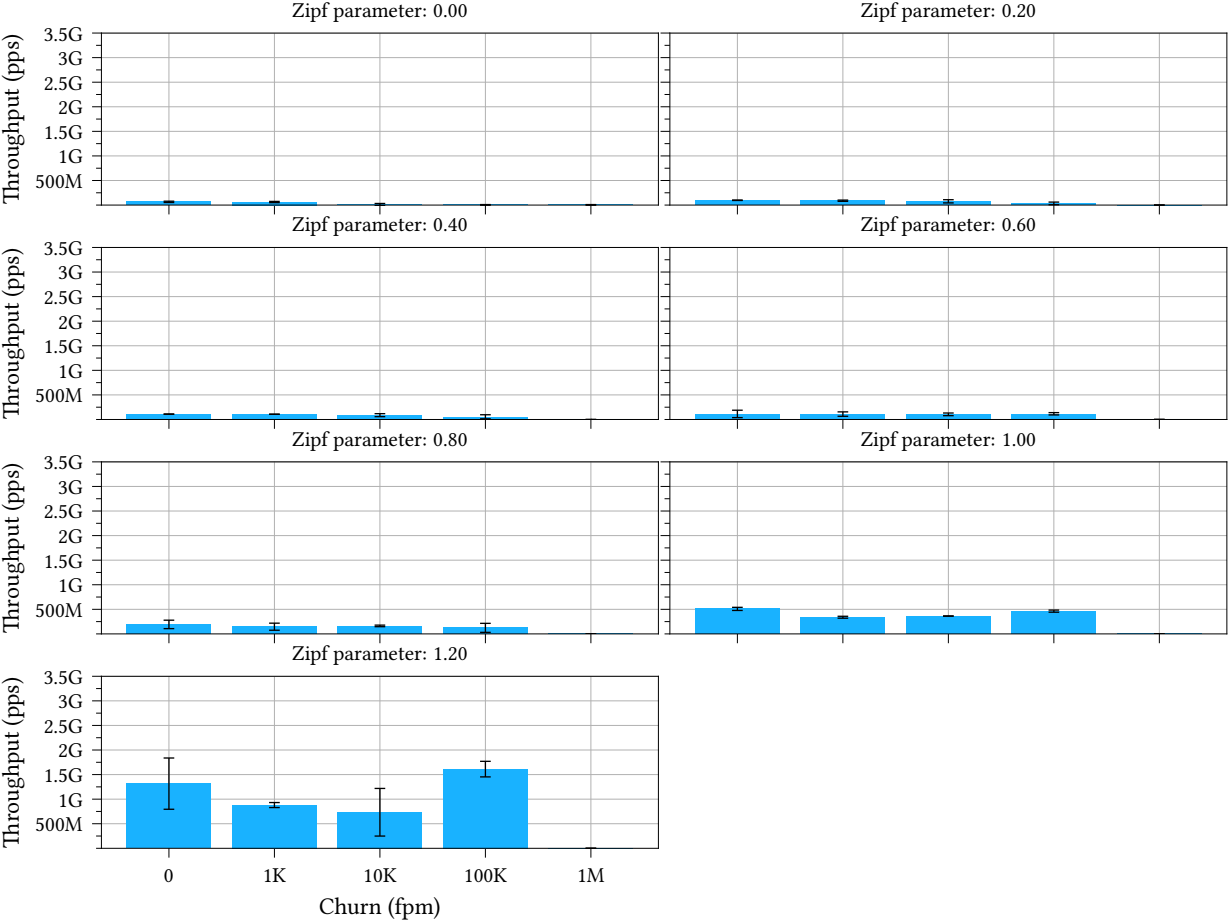 Zipf parameter: 0.00
Zipf parameter: 0.20
Throughput (pps)
3.5G
3G
2.5G
2G
1.5G
1G
500M
Zipf parameter: 0.40
Zipf parameter: 0.60
Throughput (pps)
3.5G
3G
2.5G
2G
1.5G
1G
500M
Zipf parameter: 0.80
Zipf parameter: 1.00
Throughput (pps)
3.5G
3G
2.5G
2G
1.5G
1G
500M
Zipf parameter: 1.20
Throughput (pps)
3.5G
3G
2.5G
2G
1.5G
1G
500M
0 1K 10K 100K 1M
Churn (fpm)